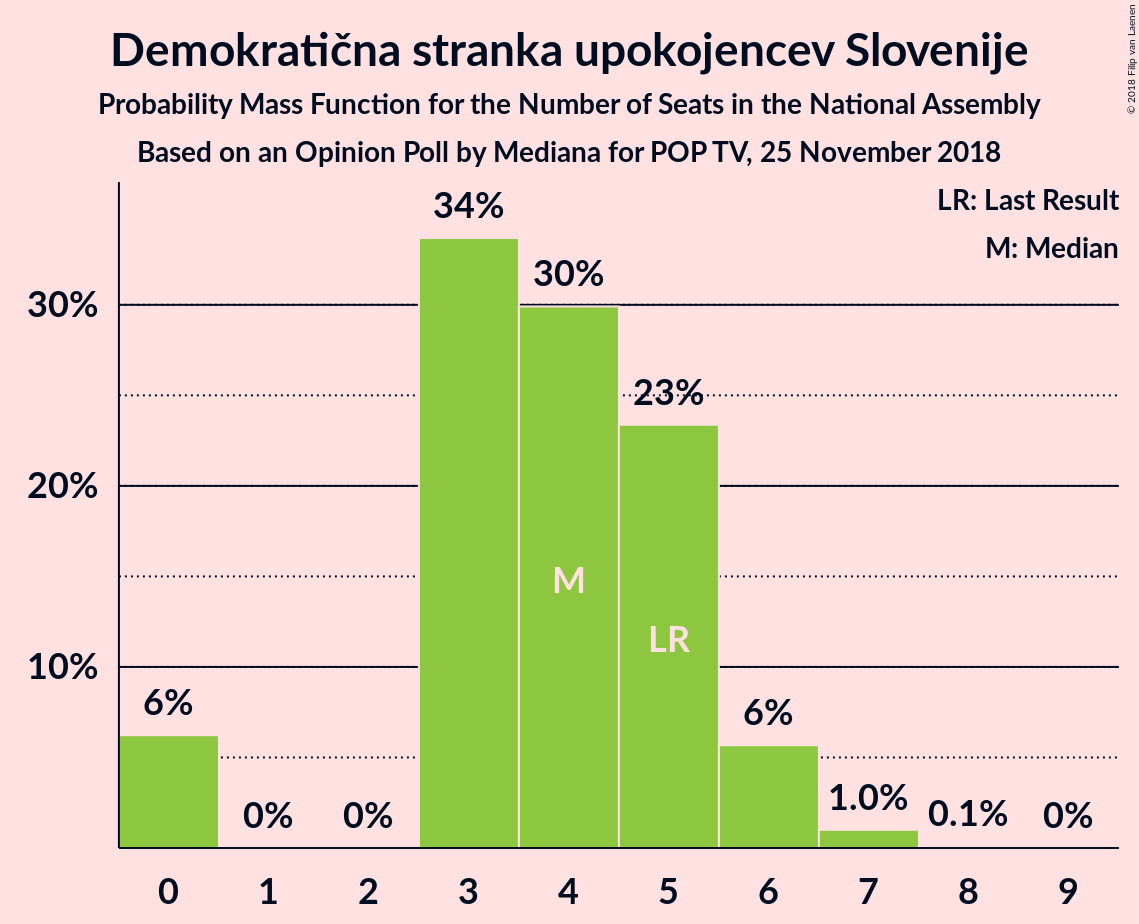 Demokratična stranka upokojencev Slovenije
Probability Mass Function for the Number of Seats in the National Assembly
Based on an Opinion Poll by Mediana for POP TV, 25 November 2018
© 2018 Filip van Laenen
LR: Last Result
M: Median
34%
30%
30%
23%
20%
M
LR
10%
6%
6%
1.0%
0%
0%
0.1%
0%
0 1 2 3 4 5 6 7 8 9